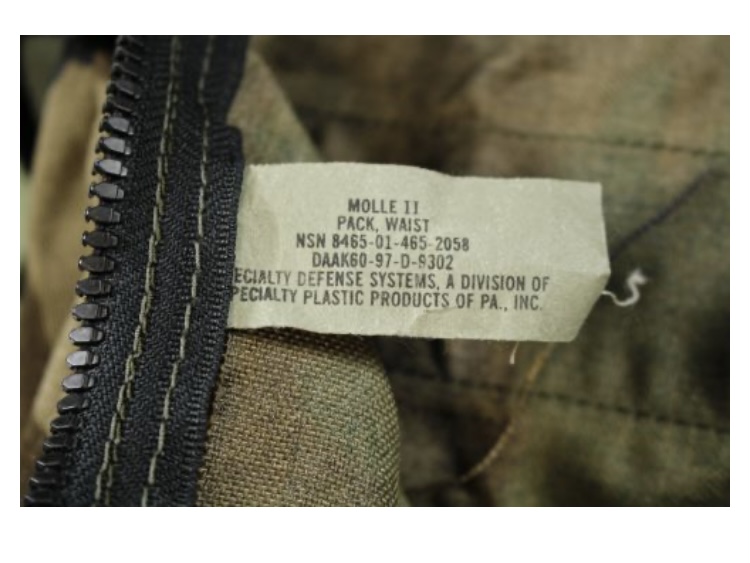 MOLLE II
PACK, WAIST
NSN 8465-01-465-2058
DAAK60-97-D-9302
ECIALTY DEFENSE SYSTEMS, A DIVISION OF
PECIALTY PLASTIC PRODUCTS OF PA., INC.